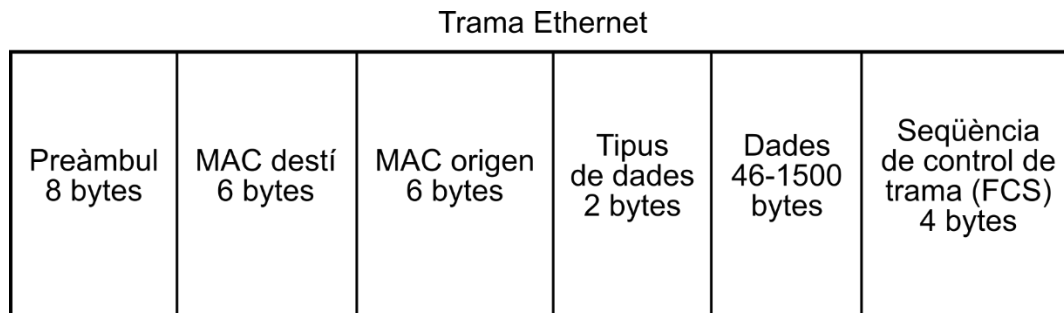 Trama Ethernet
Preàmbul
8 bytes
MAC destí
6 bytes
MAC origen
6 bytes
Tipus
de dades
2 bytes
Dades
46-1500
bytes
Seqüència
de control de
trama (FCS)
4 bytes